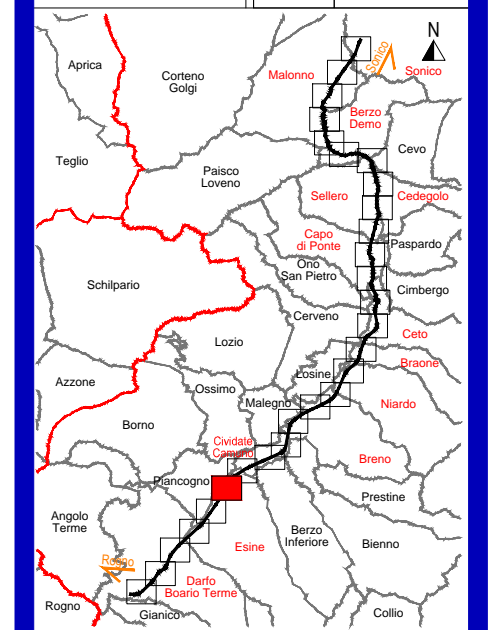 N
Sonico
Aprica
Corteno
Golgi
Malonno
Sonico
Berzo
Demo
Cevo
Teglio
Paisco
Loveno
Sellero
Cedegolo
Capo
di Ponte
Paspardo
Ono
San Pietro
Schilpario
Cimbergo
Cerveno
Ceto
Lozio
Braone
Losine
Azzone
Ossimo
Malegno
Niardo
Borno
Cividate
Camuno
Breno
Piancogno
Prestine
Angolo
Terme
Berzo
Inferiore
Bienno
Esine
Rogno
Darfo
Boario Terme
Rogno
Gianico
Collio